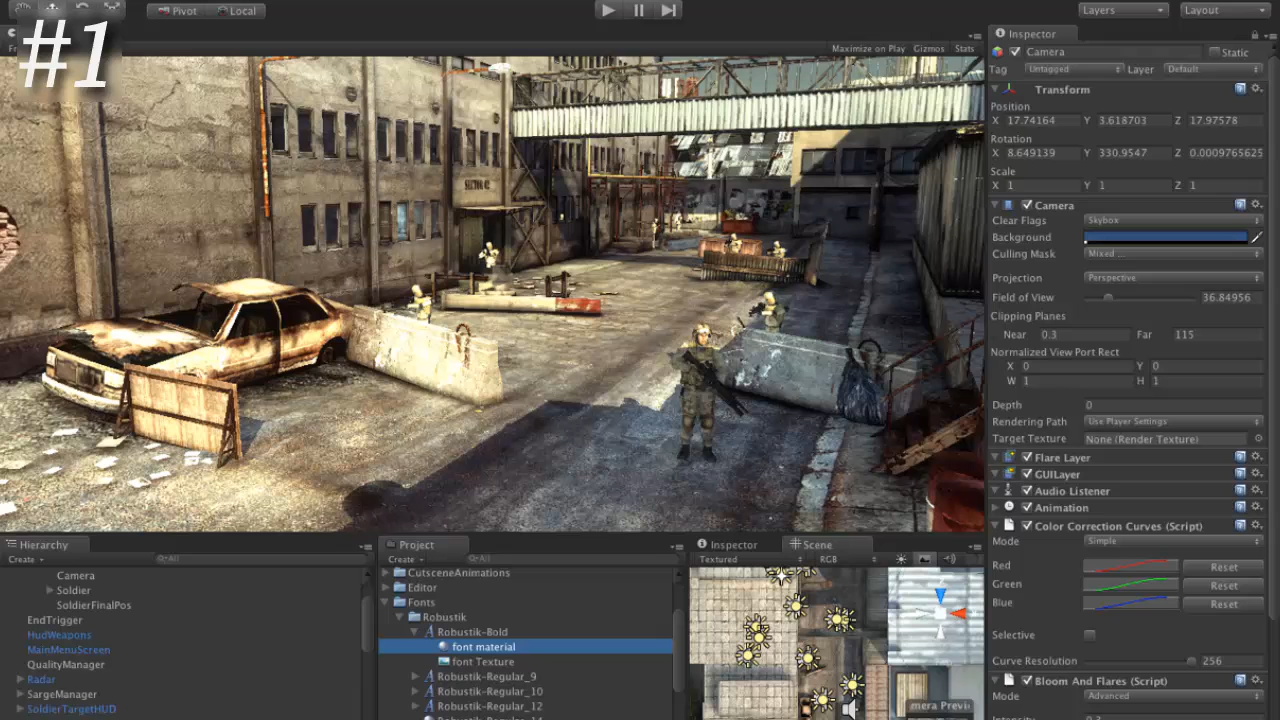 #1
Pivot Local
Layers Layout
Maximize on Play Gizmos Stats
SECTOR 02
Inspector
Camera Static
Tag Untagged Layer Default
Transform
Position
X 17.74164 Y 3.618703 Z 17.97578
Rotation
X 8.649139 Y 330.9547 Z 0.0009765625
Scale
X 1 Y 1 Z 1
Camera
Clear Flags Skybox
Background
Culling Mask Mixed ...
Projection Perspective
Field of View 36.84956
Clipping Planes
Near 0.3 Far 115
Normalized View Port Rect
X 0 Y 0
W 1 H 1
Depth 0
Rendering Path Use Player Settings
Target Texture None (Render Texture)
Flare Layer
GUILayer
Audio Listener
Animation
Color Correction Curves (Script)
Mode Simple
Red Reset
Green Reset
Blue Reset
Selective
Curve Resolution 256
Bloom And Flares (Script)
Mode Advanced
Hierarchy
Create All
Camera
Soldier
SoldierFinalPos
EndTrigger
HudWeapons
MainMenuScreen
QualityManager
Radar
SargeManager
SoldierTargetHUD
Project
Create All
CutsceneAnimations
Editor
Fonts
Robustik
Robustik-Bold
font material
font Texture
Robustik-Regular_9
Robustik-Regular_10
Robustik-Regular_12
Inspector Scene
Textured RGB
mera Previ